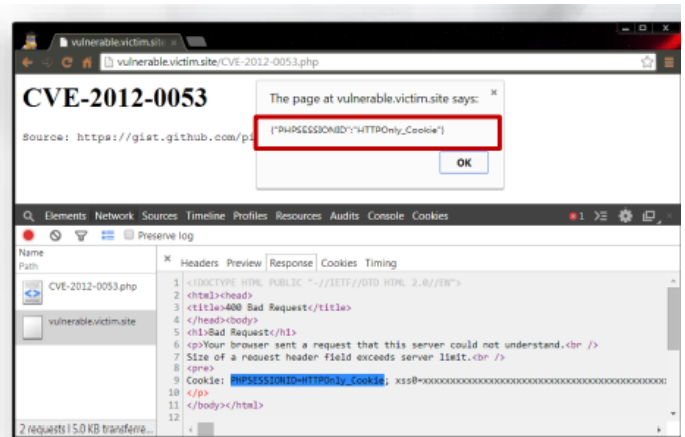 vulnerable.victim.site
vulnerable.victim.site/CVE-2012-0053.php
CVE-2012-0053
Source: https://gist.github.com/pi
The page at vulnerable.victim.site says:
{"PHPSESSIONID":"HTTPOnly_Cookie"}
OK
Elements Network Sources Timeline Profiles Resources Audits Console Cookies
1
Preserve log
Name
Path
Headers Preview Response Cookies Timing
CVE-2012-0053.php
vulnerable.victim.site
1 <!DOCTYPE HTML PUBLIC "-//IETF//DTD HTML 2.0//EN">
2 <html><head>
3 <title>400 Bad Request</title>
4 </head><body>
5 <h1>Bad Request</h1>
6 <p>Your browser sent a request that this server could not understand.<br />
7 Size of a request header field exceeds server limit.<br />
8 <pre>
9 Cookie: PHPSESSIONID=HTTPOnly_Cookie;
10 </p>
11 </body></html>
12
2 requests | 5.0 KB transferre...